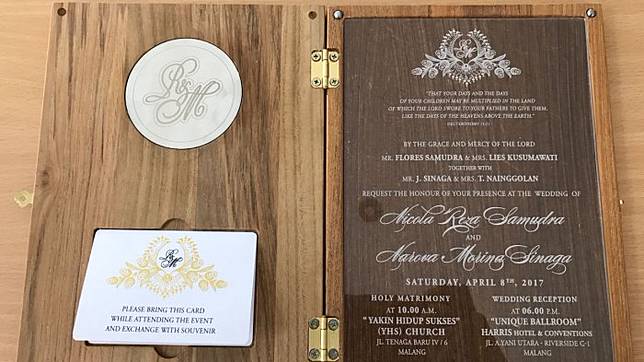 R & M
R & M
PLEASE BRING THIS CARD
WHILE ATTENDING THE EVENT
AND EXCHANGE WITH SOUVENIR
"THAT YOUR DAYS AND THE DAYS
OF YOUR CHILDREN MAY BE MULTIPLIED IN THE LAND
OF WHICH THE LORD SWORE TO YOUR FATHERS TO GIVE THEM,
LIKE THE DAYS OF THE HEAVENS ABOVE THE EARTH."
BY THE GRACE AND MERCY OF THE LORD
MR. FLORES SAMUDRA & MRS. LIES KUSUMAWATI
TOGETHER WITH
MR. J. SINAGA & MRS. T. NAINGGOLAN
REQUEST THE HONOUR OF YOUR PRESENCE AT THE WEDDING OF
Nicola Reza Samudra
AND
Narova Morina Sinaga
SATURDAY, APRIL 8TH, 2017
HOLY MATRIMONY
AT 10.00 A.M.
"YAKIN HIDUP SUKSES"
(YHS) CHURCH
JL. TENAGA BARU IV / 6
MALANG
WEDDING RECEPTION
AT 06.00 P.M.
"UNIQUE BALLROOM"
HARRIS HOTEL & CONVENTIONS
JL. A. YANI UTARA - RIVERSIDE C-1
MALANG